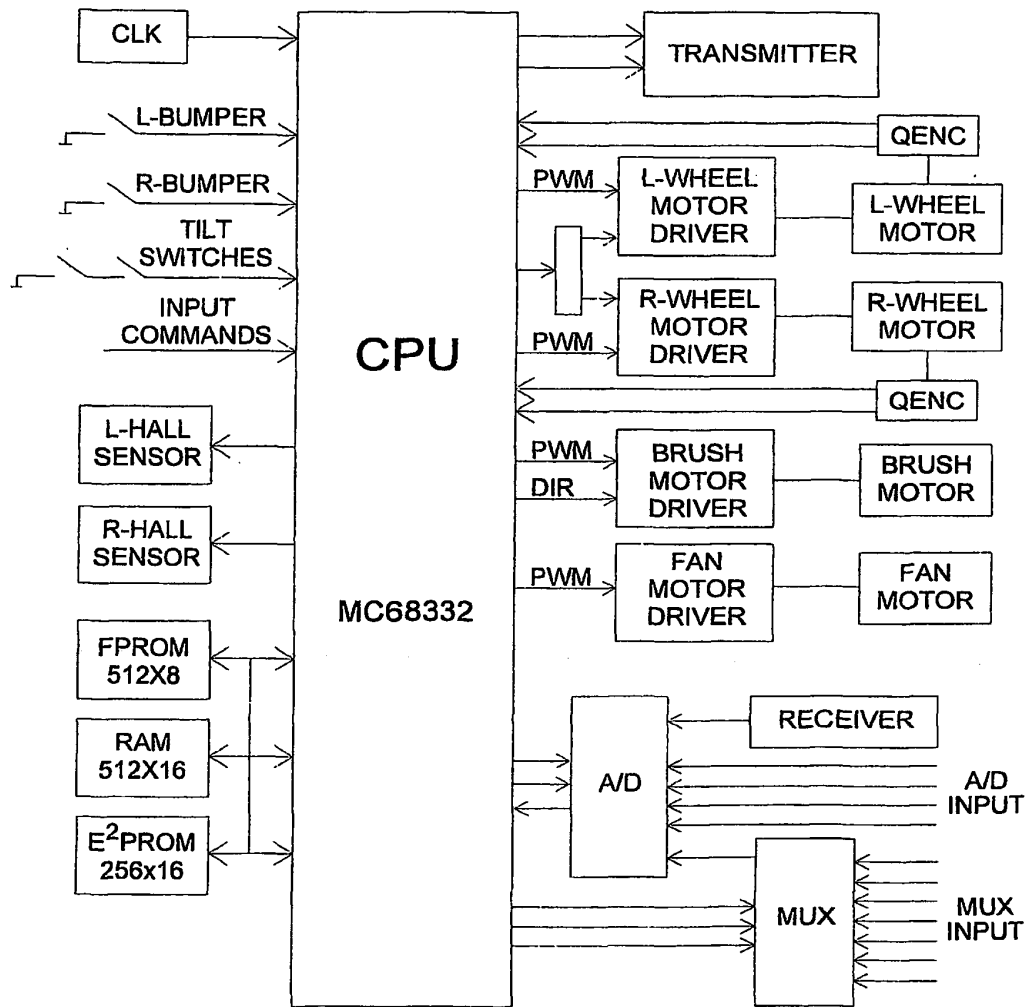 CLK
L-BUMPER
R-BUMPER
TILT
SWITCHES
INPUT
COMMANDS
L-HALL
SENSOR
R-HALL
SENSOR
FPROM
512X8
RAM
512X16
E²PROM
256x16
CPU
MC68332
TRANSMITTER
QENC
PWM
L-WHEEL
MOTOR
DRIVER
L-WHEEL
MOTOR
R-WHEEL
MOTOR
DRIVER
PWM
R-WHEEL
MOTOR
QENC
PWM
DIR
BRUSH
MOTOR
DRIVER
BRUSH
MOTOR
PWM
FAN
MOTOR
DRIVER
FAN
MOTOR
RECEIVER
A/D
A/D
INPUT
MUX
MUX
INPUT